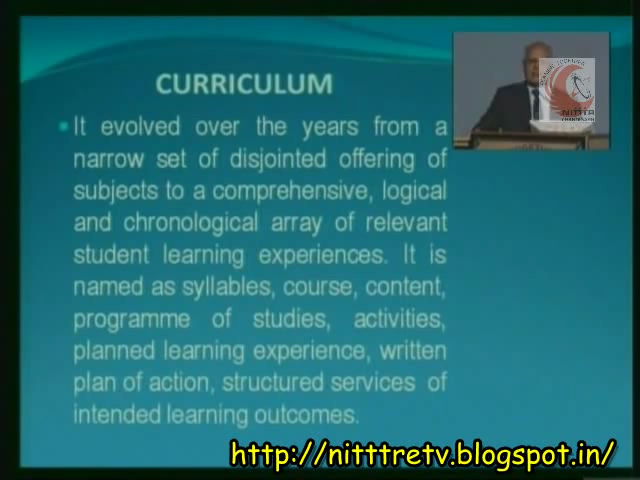 CURRICULUM
It evolved over the years from a
narrow set of disjointed offering of
subjects to a comprehensive, logical
and chronological array of relevant
student learning experiences. It is
named as syllables, course, content,
programme of studies, activities,
planned learning experience, written
plan of action, structured services of
intended learning outcomes.
NITTTR
CHANDIGARH
http://nitttretv.blogspot.in/